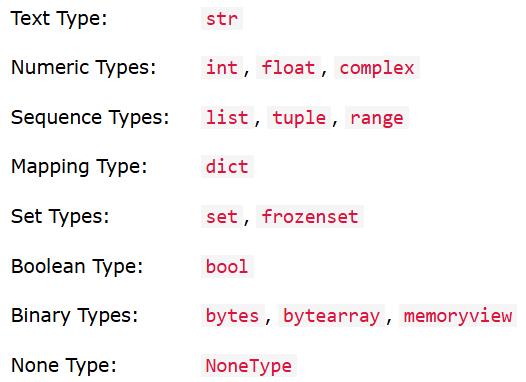 Text Type: str
Numeric Types: int, float, complex
Sequence Types: list, tuple, range
Mapping Type: dict
Set Types: set, frozenset
Boolean Type: bool
Binary Types: bytes, bytearray, memoryview
None Type: NoneType